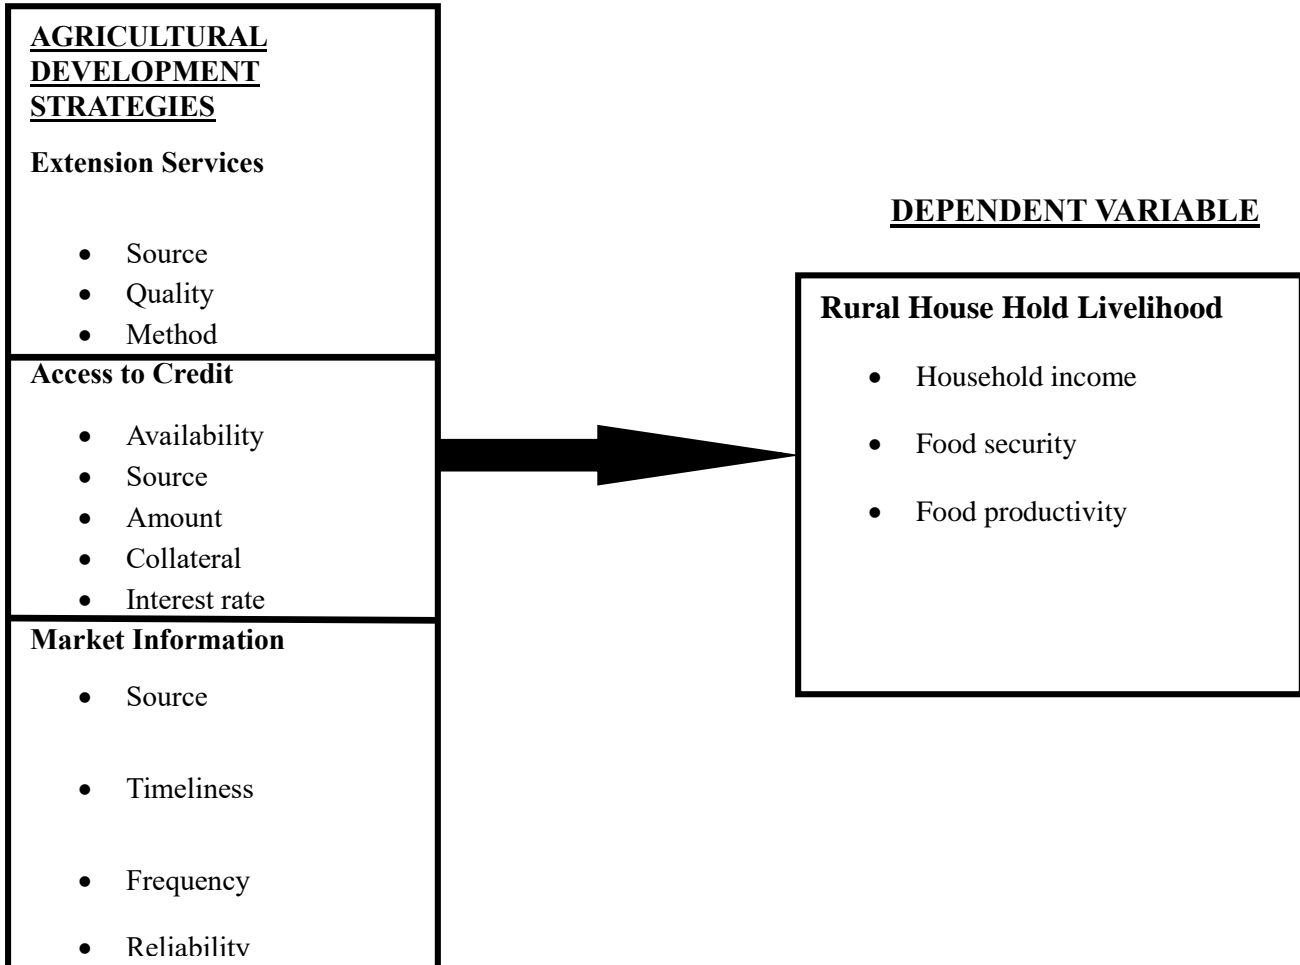 AGRICULTURAL
DEVELOPMENT
STRATEGIES
Extension Services
• Source
• Quality
• Method
Access to Credit
• Availability
• Source
• Amount
• Collateral
• Interest rate
Market Information
• Source
• Timeliness
• Frequency
• Reliability
DEPENDENT VARIABLE
Rural House Hold Livelihood
• Household income
• Food security
• Food productivity